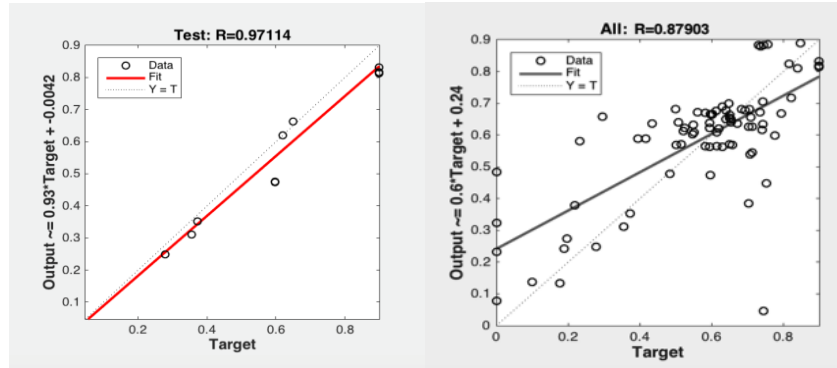 Test: R=0.97114
Output ~= 0.93*Target + -0.0042
0.9
0.8
0.7
0.6
0.5
0.4
0.3
0.2
0.1
Data
Fit
Y = T
0.2
0.4
0.6
0.8
Target
All: R=0.87903
Output ~= 0.6*Target + 0.24
0.9
0.8
0.7
0.6
0.5
0.4
0.3
0.2
0.1
0
Data
Fit
Y = T
0
0.2
0.4
0.6
0.8
Target